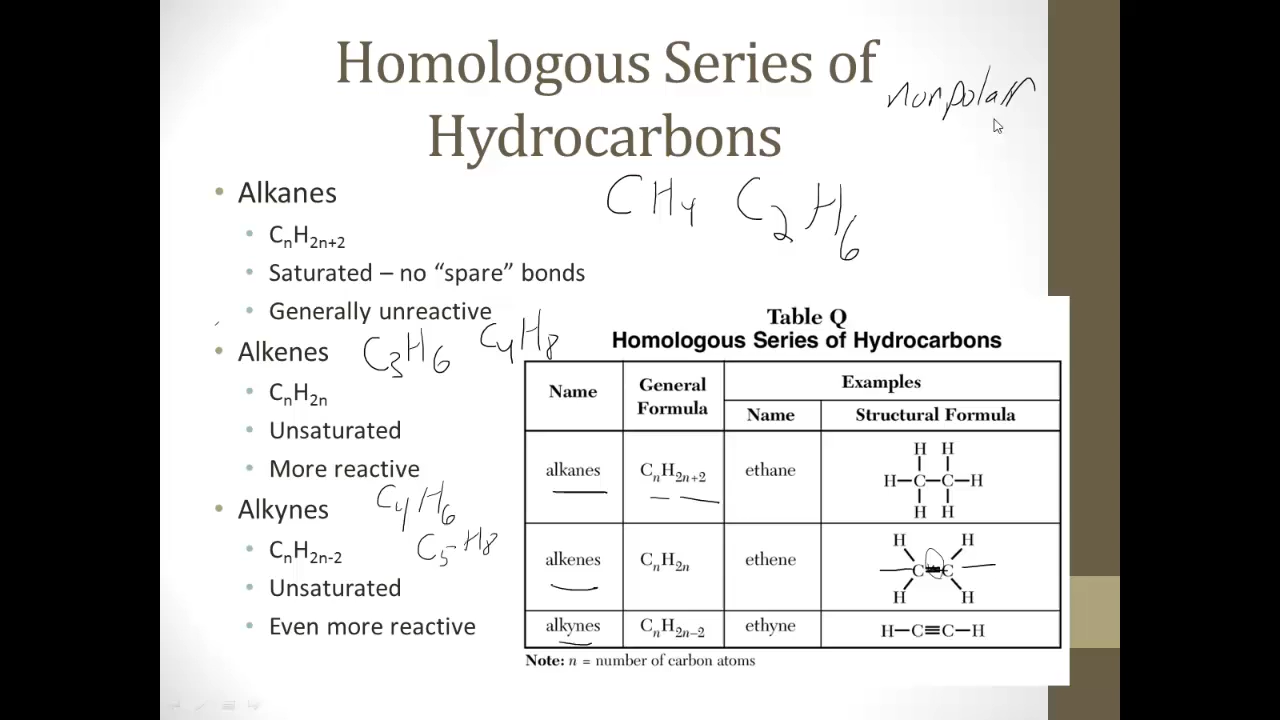 Homologous Series of
Hydrocarbons
nonpolar
CH4 C2H6
• Alkanes
• CnH2n+2
• Saturated – no “spare” bonds
• Generally unreactive
• Alkenes C3H6 C4H8
• CnH2n
• Unsaturated
• More reactive
• Alkynes C4H6
• CnH2n-2 C5H8
• Unsaturated
• Even more reactive
Table Q
Homologous Series of Hydrocarbons
Name General Formula Examples
Name Structural Formula
alkanes CnH2n+2 ethane
H H
H–C–C–H
H H
alkenes CnH2n ethene
H H
C=C
H H
alkynes CnH2n–2 ethyne H–C≡C–H
Note: n = number of carbon atoms